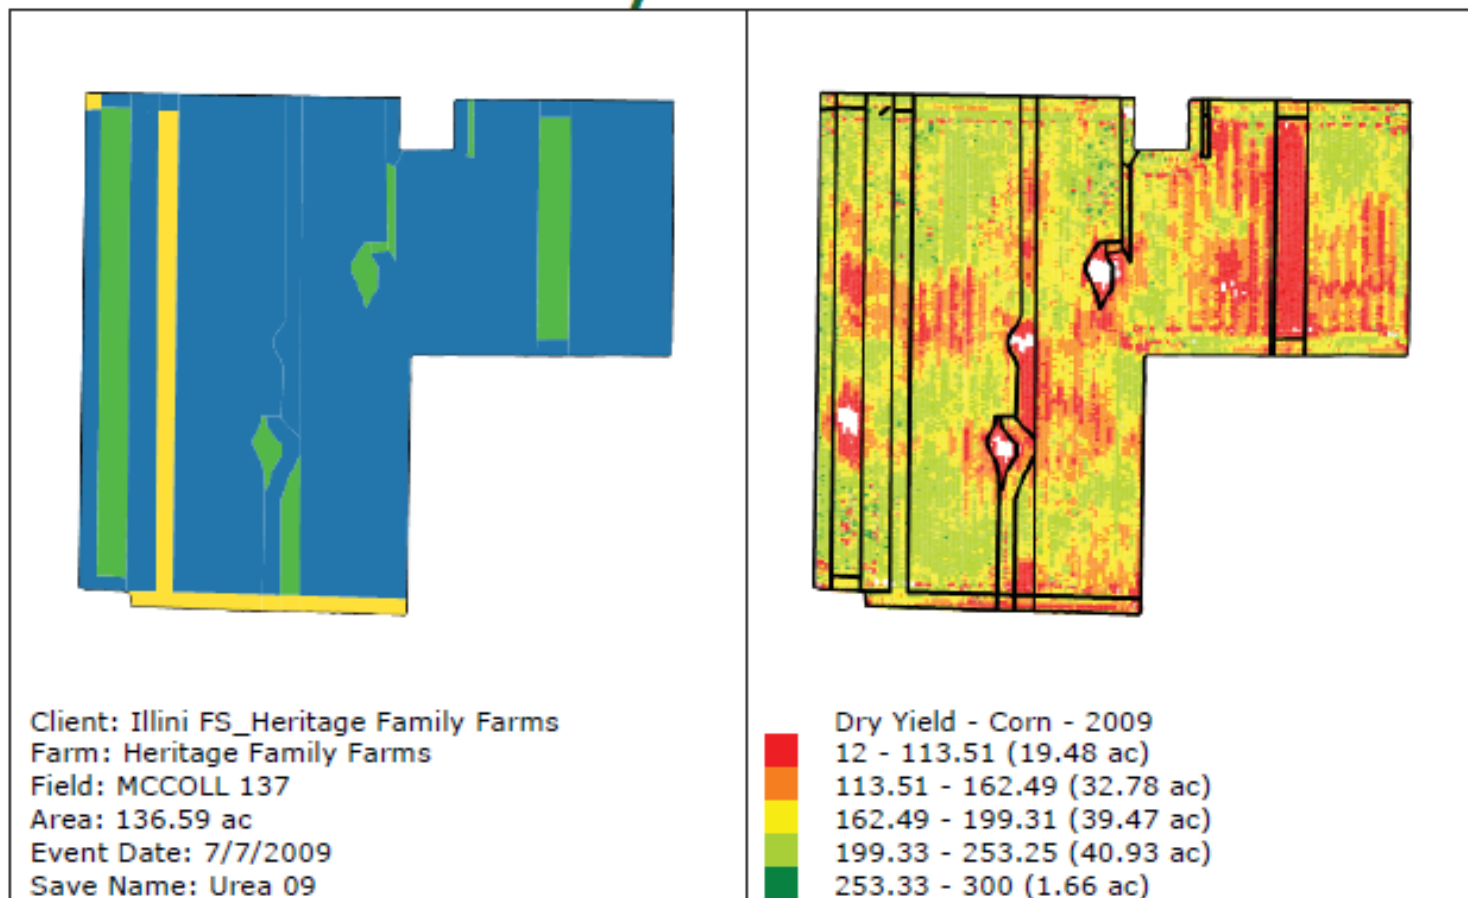 Client: Illini FS_Heritage Family Farms
Farm: Heritage Family Farms
Field: MCCOLL 137
Area: 136.59 ac
Event Date: 7/7/2009
Save Name: Urea 09
Dry Yield - Corn - 2009
12 - 113.51 (19.48 ac)
113.51 - 162.49 (32.78 ac)
162.49 - 199.31 (39.47 ac)
199.33 - 253.25 (40.93 ac)
253.33 - 300 (1.66 ac)